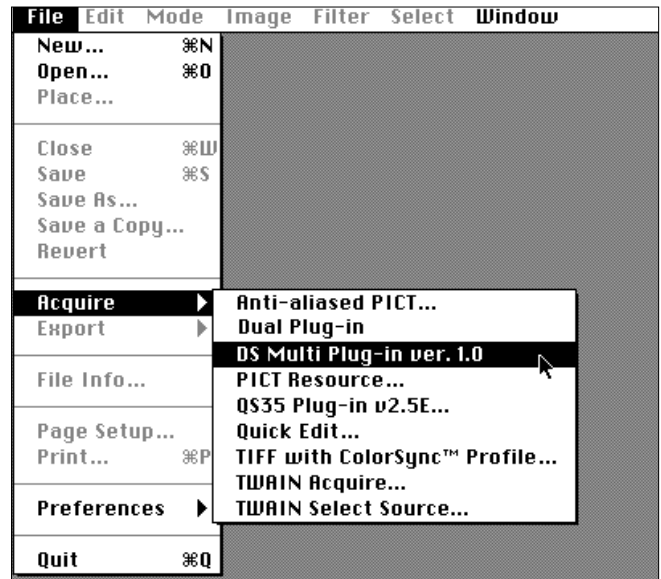 File Edit Mode Image Filter Select Window
New... ⌘N
Open... ⌘O
Place...
Close ⌘W
Save ⌘S
Save As...
Save a Copy...
Revert
Acquire
Export
File Info...
Page Setup...
Print... ⌘P
Preferences
Quit ⌘Q
Anti-aliased PICT...
Dual Plug-in
DS Multi Plug-in ver. 1.0
PICT Resource...
QS35 Plug-in v2.5E...
Quick Edit...
TIFF with ColorSync™ Profile...
TWAIN Acquire...
TWAIN Select Source...